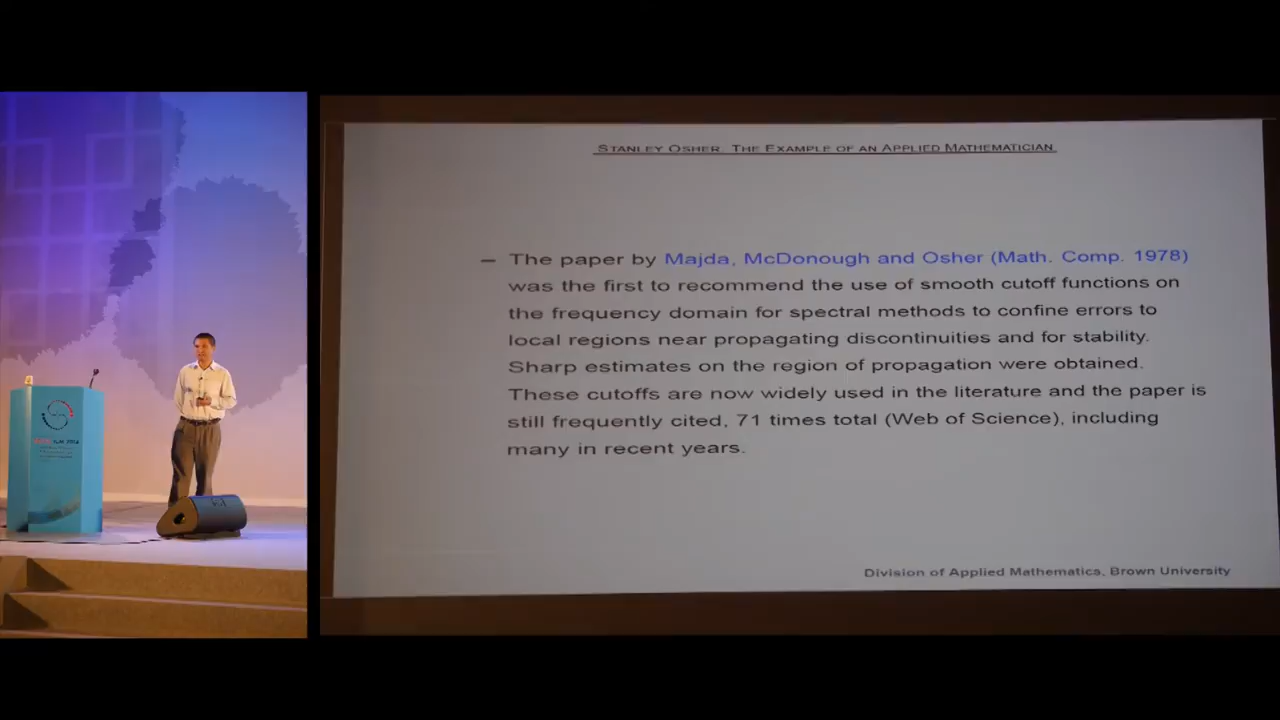 STANLEY OSHER: THE EXAMPLE OF AN APPLIED MATHEMATICIAN
– The paper by Majda, McDonough and Osher (Math. Comp. 1978)
was the first to recommend the use of smooth cutoff functions on
the frequency domain for spectral methods to confine errors to
local regions near propagating discontinuities and for stability.
Sharp estimates on the region of propagation were obtained.
These cutoffs are now widely used in the literature and the paper is
still frequently cited, 71 times total (Web of Science), including
many in recent years.
Division of Applied Mathematics, Brown University